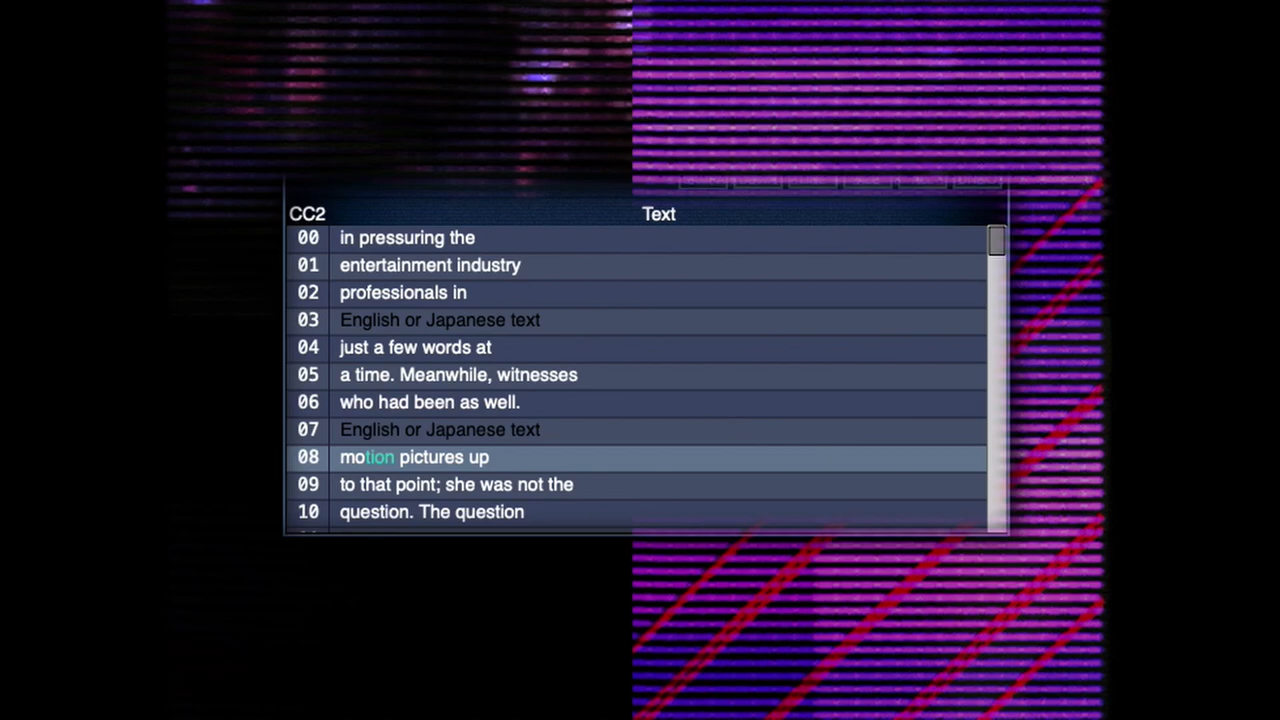 CC2 Text
00 in pressuring the
01 entertainment industry
02 professionals in
03 English or Japanese text
04 just a few words at
05 a time. Meanwhile, witnesses
06 who had been as well.
07 English or Japanese text
08 motion pictures up
09 to that point; she was not the
10 question. The question